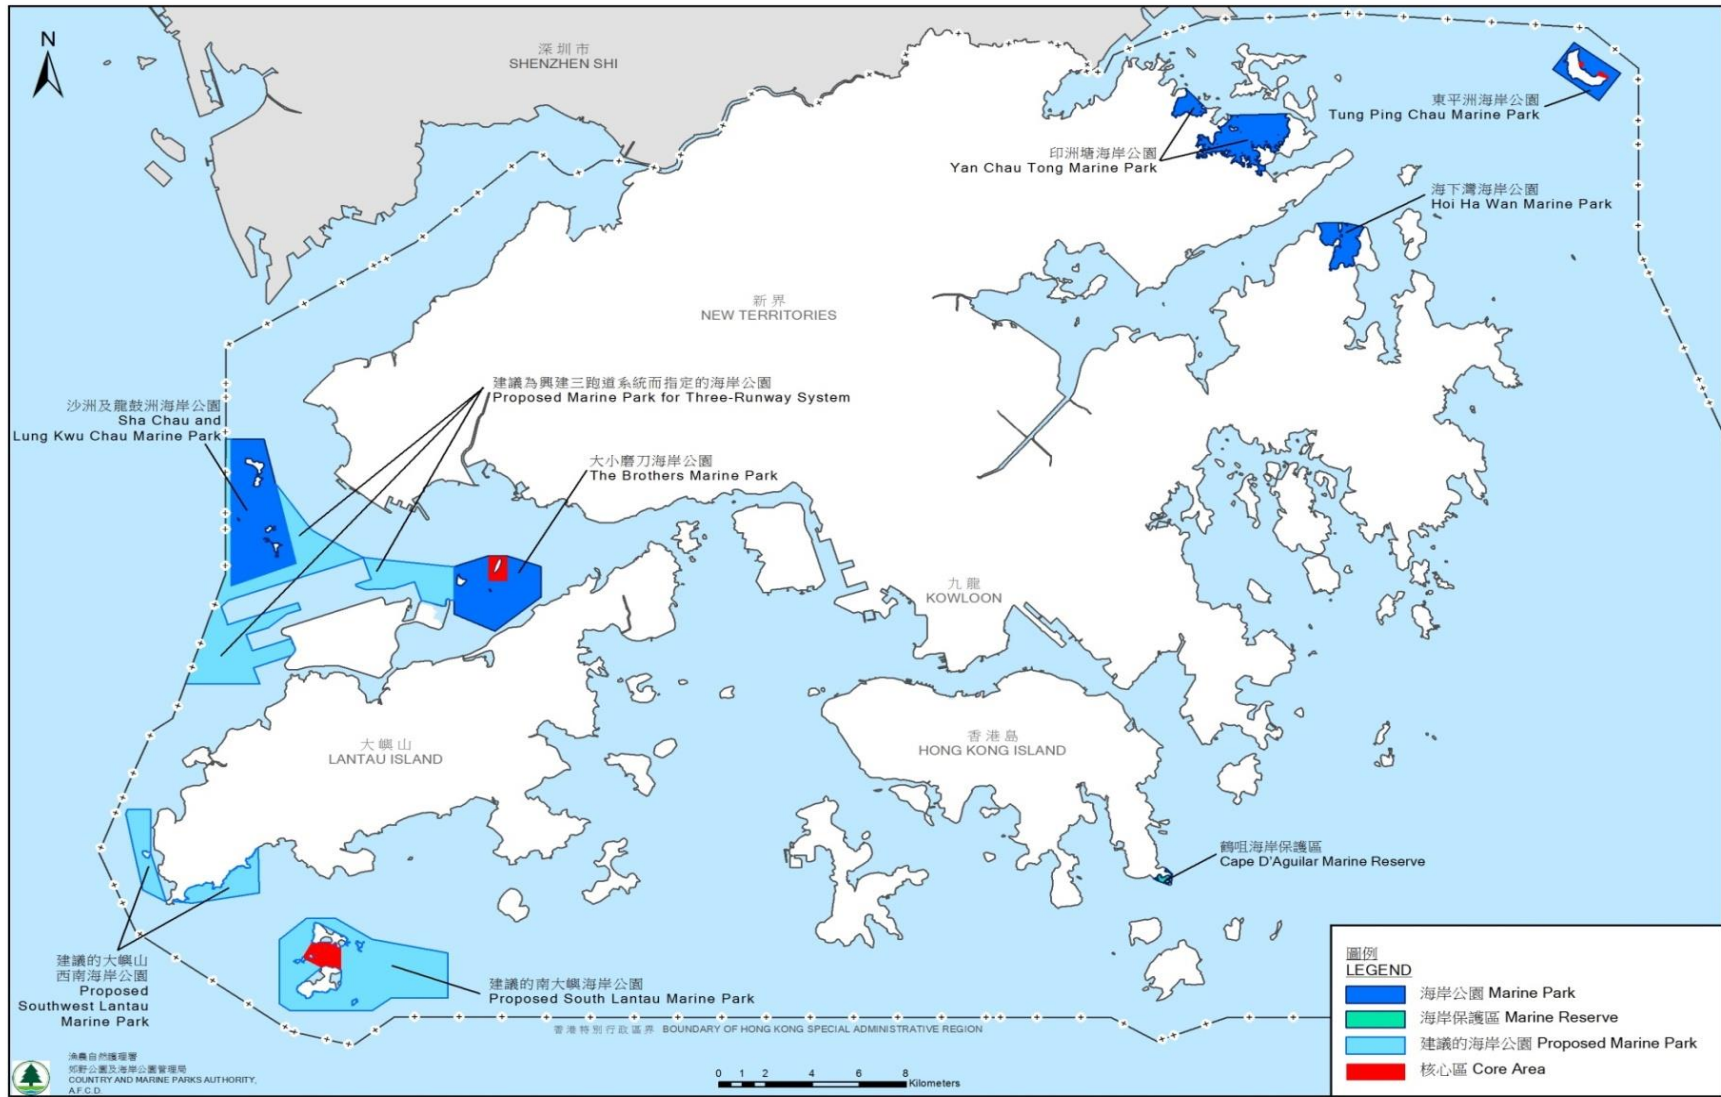 N
深圳市
SHENZHEN SHI
東平洲海岸公園
Tung Ping Chau Marine Park
印洲塘海岸公園
Yan Chau Tong Marine Park
海下灣海岸公園
Hoi Ha Wan Marine Park
新界
NEW TERRITORIES
建議為興建三跑道系統而指定的海岸公園
Proposed Marine Park for Three-Runway System
沙洲及龍鼓洲海岸公園
Sha Chau and
Lung Kwu Chau Marine Park
大小磨刀海岸公園
The Brothers Marine Park
九龍
KOWLOON
大嶼山
LANTAU ISLAND
香港島
HONG KONG ISLAND
鶴咀海岸保護區
Cape D'Aguilar Marine Reserve
建議的大嶼山
西南海岸公園
Proposed
Southwest Lantau
Marine Park
建議的南大嶼海岸公園
Proposed South Lantau Marine Park
香港特別行政區界 BOUNDARY OF HONG KONG SPECIAL ADMINISTRATIVE REGION
圖例
LEGEND
海岸公園 Marine Park
海岸保護區 Marine Reserve
建議的海岸公園 Proposed Marine Park
核心區 Core Area
漁農自然護理署
郊野公園及海岸公園管理局
COUNTRY AND MARINE PARKS AUTHORITY,
A.F.C.D.
0 1 2 4 6 8
Kilometers